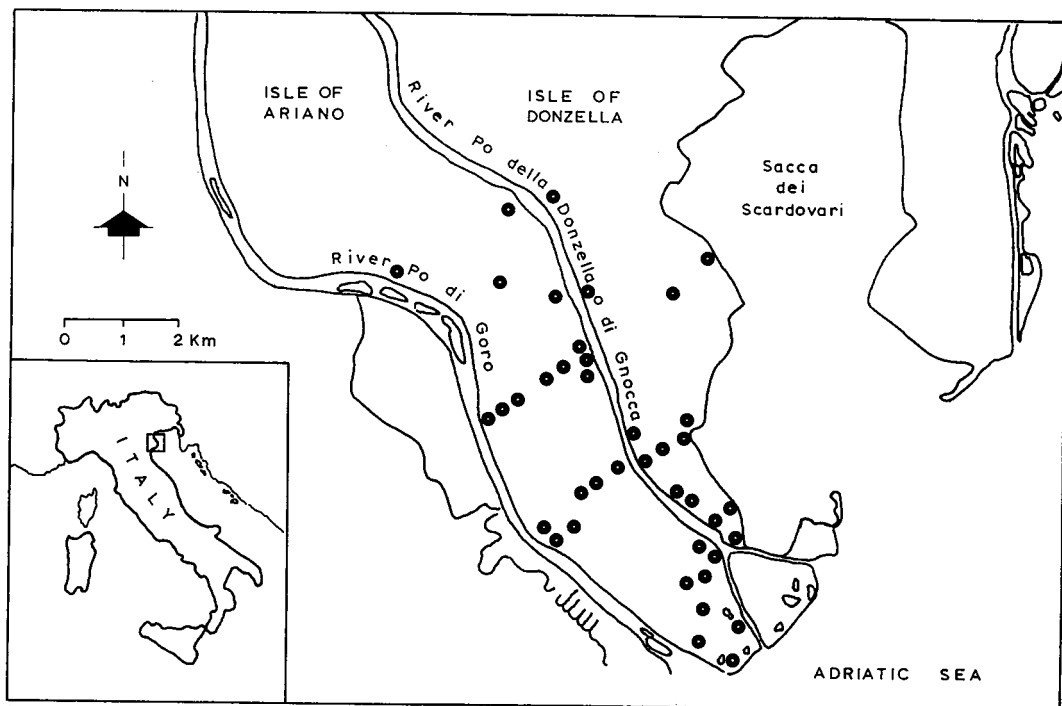 ISLE OF
ARIANO
ISLE OF
DONZELLA
River Po della
Donzella o di Gnocca
Sacca
dei
Scardovari
N
River Po di
Goro
0 1 2 Km
ITALY
ADRIATIC SEA